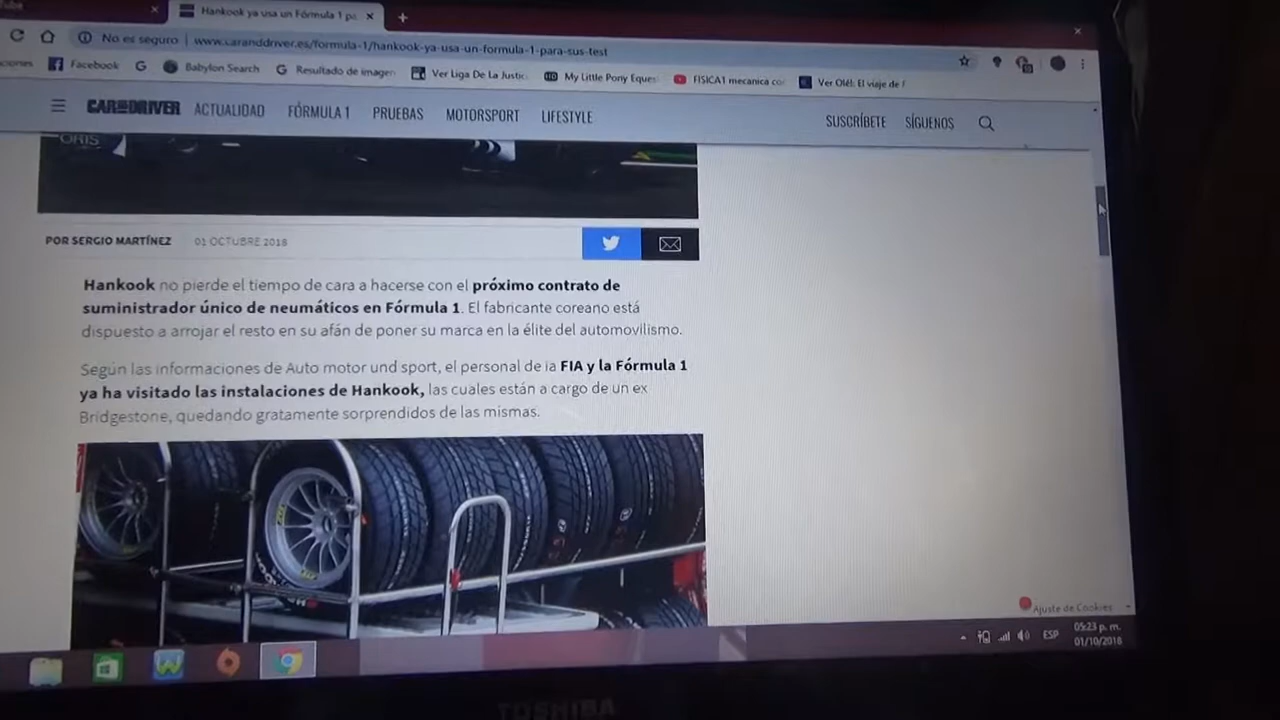 Hankook ya usa un Fórmula 1 pa
No es seguro | www.caranddriver.es/formula-1/hankook-ya-usa-un-formula-1-para-sus-test
ciones Facebook Babylon Search Resultado de imagen Ver Liga De La Justic My Little Pony Eques FISICA1 mecanica co Ver Olé!: El viaje de F
CAR AND DRIVER ACTUALIDAD FÓRMULA 1 PRUEBAS MOTORSPORT LIFESTYLE SUSCRÍBETE SÍGUENOS
ORIS
POR SERGIO MARTÍNEZ 01 OCTUBRE 2018
Hankook no pierde el tiempo de cara a hacerse con el próximo contrato de
suministrador único de neumáticos en Fórmula 1. El fabricante coreano está
dispuesto a arrojar el resto en su afán de poner su marca en la élite del automovilismo.
Según las informaciones de Auto motor und sport, el personal de la FIA y la Fórmula 1
ya ha visitado las instalaciones de Hankook, las cuales están a cargo de un ex
Bridgestone, quedando gratamente sorprendidos de las mismas.
Ajuste de Cookies
ESP
05:23 p. m.
01/10/2018
TOSHIBA